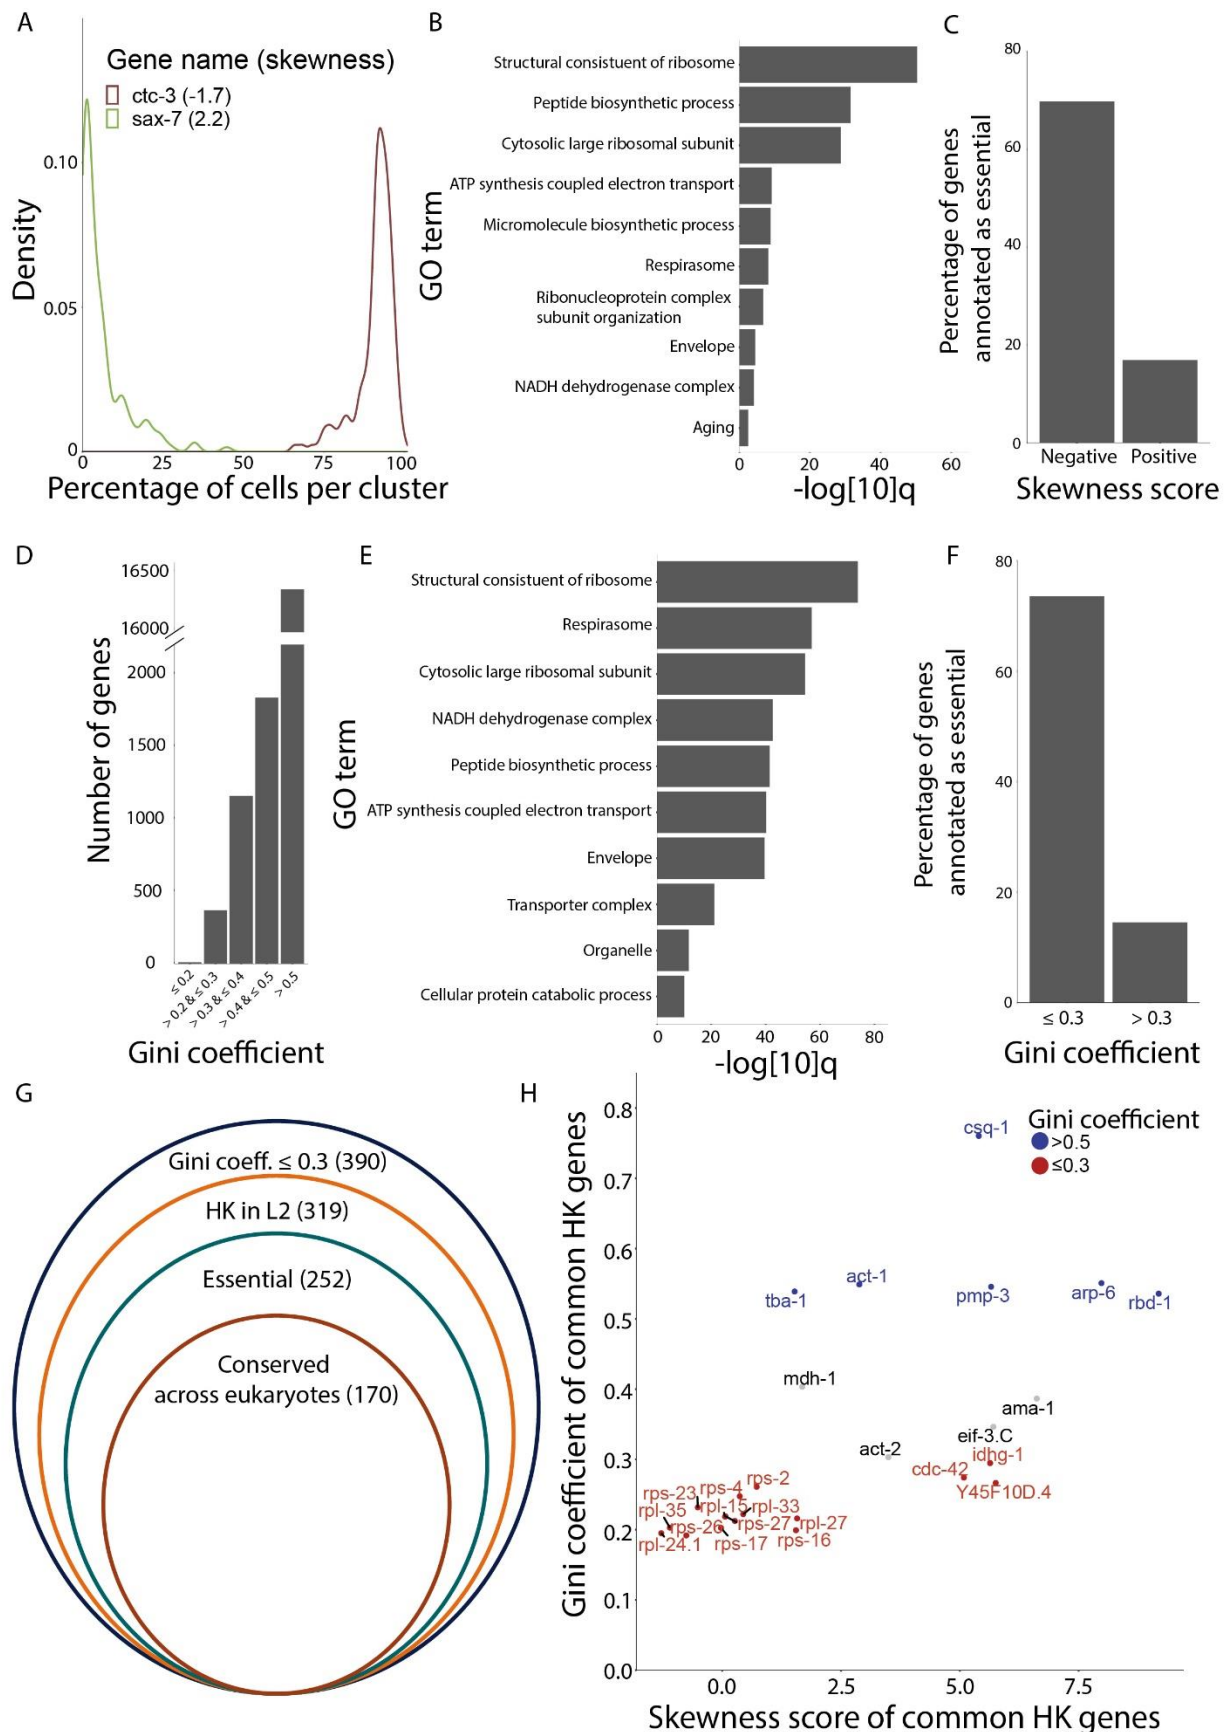 A
Gene name (skewness)
ctc-3 (-1.7)
sax-7 (2.2)
Density
0.10
0.05
0
0 25 50 75 100
Percentage of cells per cluster
B
GO term
Structural consistuent of ribosome
Peptide biosynthetic process
Cytosolic large ribosomal subunit
ATP synthesis coupled electron transport
Micromolecule biosynthetic process
Respirasome
Ribonucleoprotein complex
subunit organization
Envelope
NADH dehydrogenase complex
Aging
0 20 40 60
-log[10]q
C
Percentage of genes
annotated as essential
80
60
40
20
0
Negative Positive
Skewness score
D
Number of genes
16500
16000
2000
1500
1000
500
0
≤ 0.2
> 0.2 & ≤ 0.3
> 0.3 & ≤ 0.4
> 0.4 & ≤ 0.5
> 0.5
Gini coefficient
E
GO term
Structural consistuent of ribosome
Respirasome
Cytosolic large ribosomal subunit
NADH dehydrogenase complex
Peptide biosynthetic process
ATP synthesis coupled electron transport
Envelope
Transporter complex
Organelle
Cellular protein catabolic process
0 20 40 60 80
-log[10]q
F
Percentage of genes
annotated as essential
80
60
40
20
0
≤ 0.3 > 0.3
Gini coefficient
G
Gini coeff. ≤ 0.3 (390)
HK in L2 (319)
Essential (252)
Conserved
across eukaryotes (170)
H
Gini coefficient of common HK genes
0.8
0.7
0.6
0.5
0.4
0.3
0.2
0.1
0.0
Gini coefficient
>0.5
≤0.3
csq-1
act-1
tba-1
pmp-3
arp-6
rbd-1
mdh-1
ama-1
eif-3.C
act-2
idhg-1
cdc-42
Y45F10D.4
rps-2
rps-4
rps-23
rpl-15
rpl-33
rpl-35
rps-26
rps-27
rpl-27
rpl-24.1
rps-17
rps-16
0.0 2.5 5.0 7.5
Skewness score of common HK genes